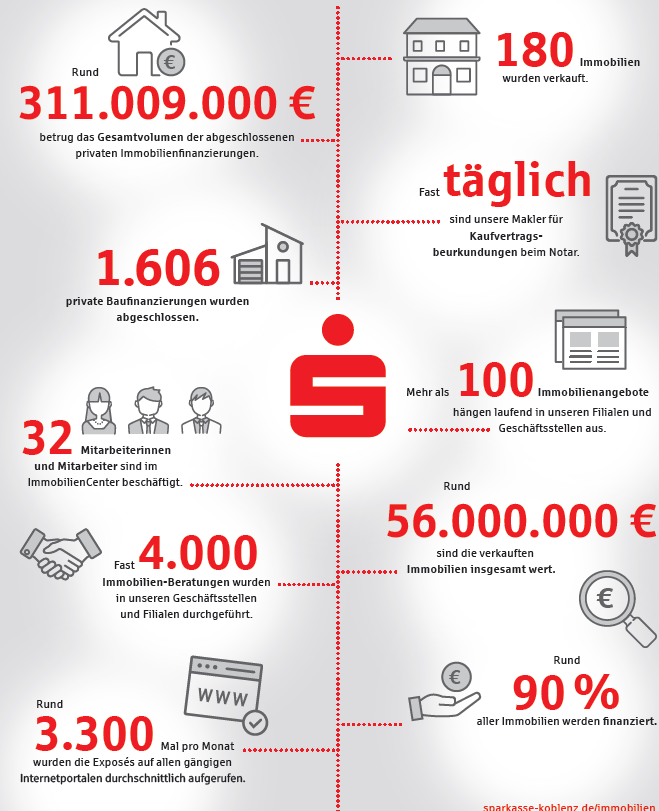 Rund
311.009.000 €
betrug das Gesamtvolumen der abgeschlossenen
privaten Immobilienfinanzierungen.
180 Immobilien
wurden verkauft.
Fast täglich
sind unsere Makler für
Kaufvertrags-
beurkundungen beim Notar.
1.606
private Baufinanzierungen wurden
abgeschlossen.
Mehr als 100 Immobilienangebote
hängen laufend in unseren Filialen und
Geschäftsstellen aus.
32 Mitarbeiterinnen
und Mitarbeiter sind im
ImmobilienCenter beschäftigt.
Rund
56.000.000 €
sind die verkauften
Immobilien insgesamt wert.
Fast 4.000
Immobilien-Beratungen wurden
in unseren Geschäftsstellen
und Filialen durchgeführt.
€
WWW
Rund
3.300 Mal pro Monat
wurden die Exposés auf allen gängigen
Internetportalen durchschnittlich aufgerufen.
€
Rund
90 %
aller Immobilien werden finanziert.
€
sparkasse-koblenz.de/immobilien